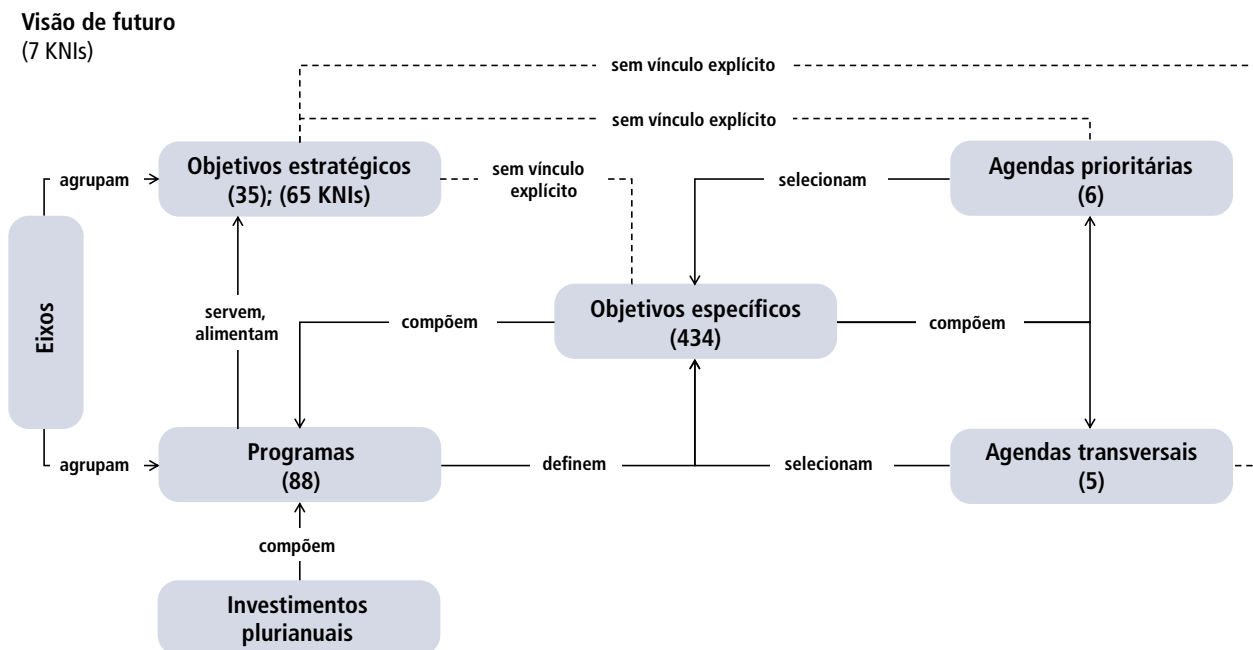 Visão de futuro
(7 KNIs)
sem vínculo explícito
sem vínculo explícito
Objetivos estratégicos
(35); (65 KNIs)
agrupam
sem vínculo
explícito
selecionam
Agendas prioritárias
(6)
Eixos
servem,
alimentam
compõem
Objetivos específicos
(434)
compõem
agrupam
Programas
(88)
definem
selecionam
Agendas transversais
(5)
compõem
Investimentos
plurianuais